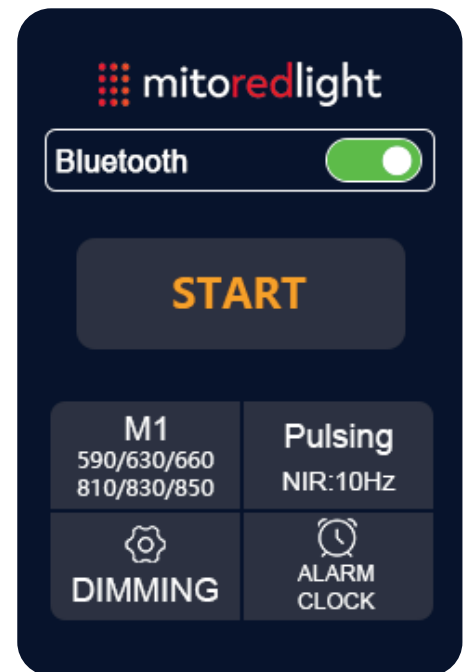 mitoredlight
Bluetooth
START
M1
590/630/660
810/830/850
Pulsing
NIR:10Hz
DIMMING
ALARM
CLOCK